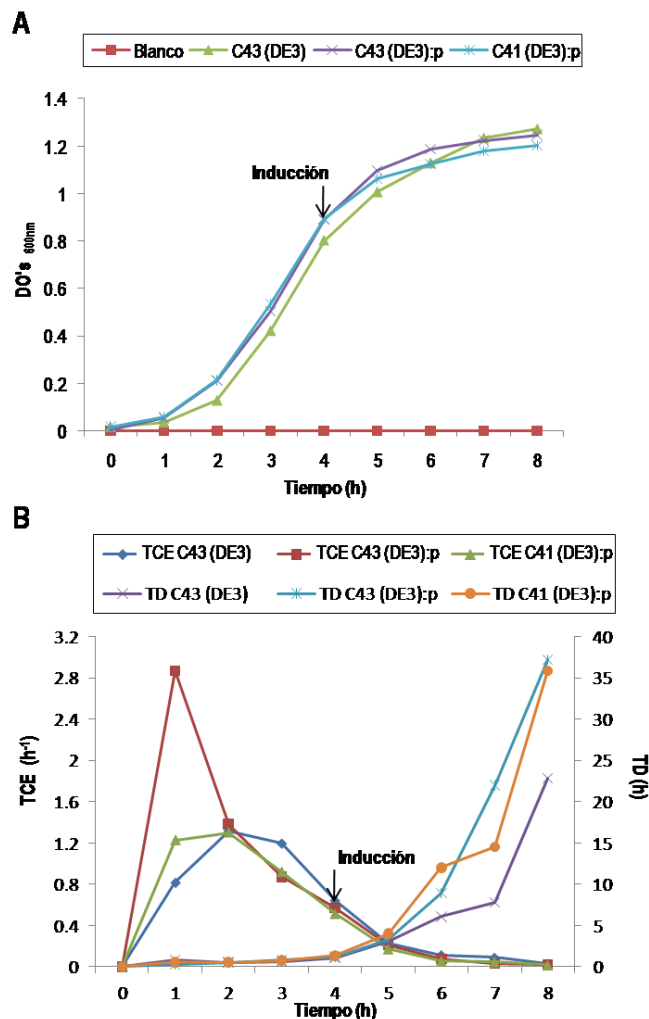 A
Blanco C43 (DE3) C43 (DE3):p C41 (DE3):p
1.4
1.2
1
0.8
0.6
0.4
0.2
0
DO's 600nm
Inducción
0 1 2 3 4 5 6 7 8
Tiempo (h)
B
TCE C43 (DE3) TCE C43 (DE3):p TCE C41 (DE3):p
TD C43 (DE3) TD C43 (DE3):p TD C41 (DE3):p
3.2
2.8
2.4
2
1.6
1.2
0.8
0.4
0
TCE (h-1)
Inducción
40
35
30
25
20
15
10
5
0
TD (h)
0 1 2 3 4 5 6 7 8
Tiempo (h)